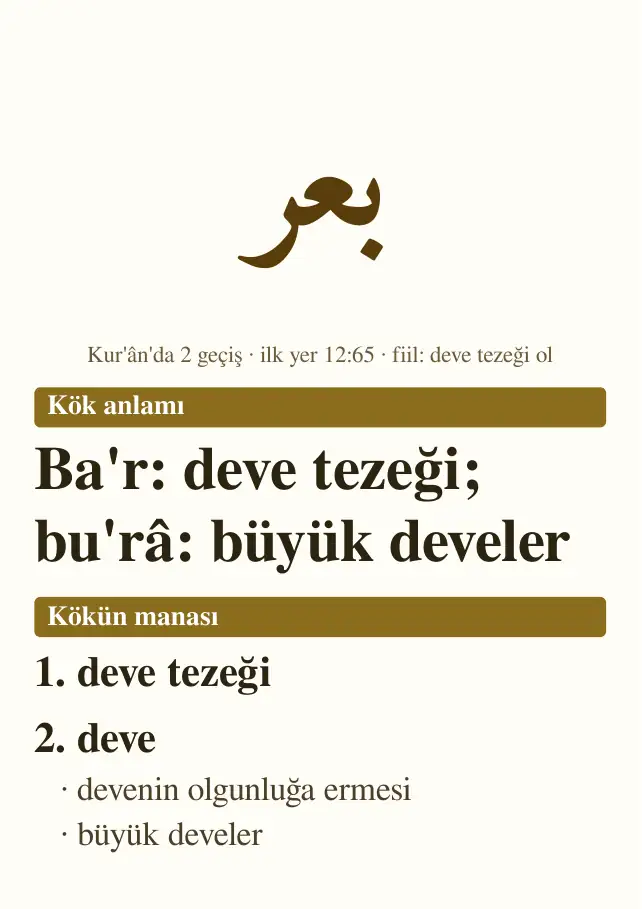 بعر
Kur'ân'da 2 geçiş · ilk yer 12:65 · fiil: deve tezeği ol
Kök anlamı
Ba'r: deve tezeği;
bu'râ: büyük develer
Kökün manası
1. deve tezeği
2. deve
· devenin olgunluğa ermesi
· büyük develer